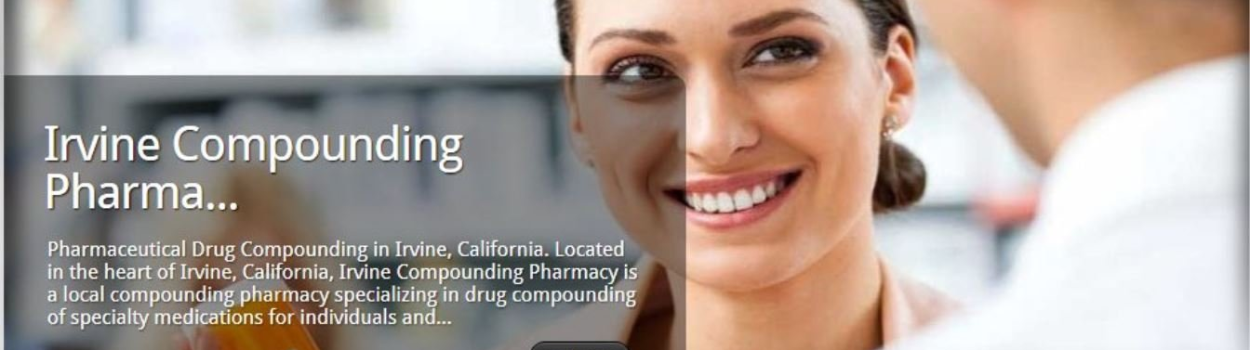 Irvine Compounding
Pharma...
Pharmaceutical Drug Compounding in Irvine, California. Located
in the heart of Irvine, California, Irvine Compounding Pharmacy is
a local compounding pharmacy specializing in drug compounding
of specialty medications for individuals and...